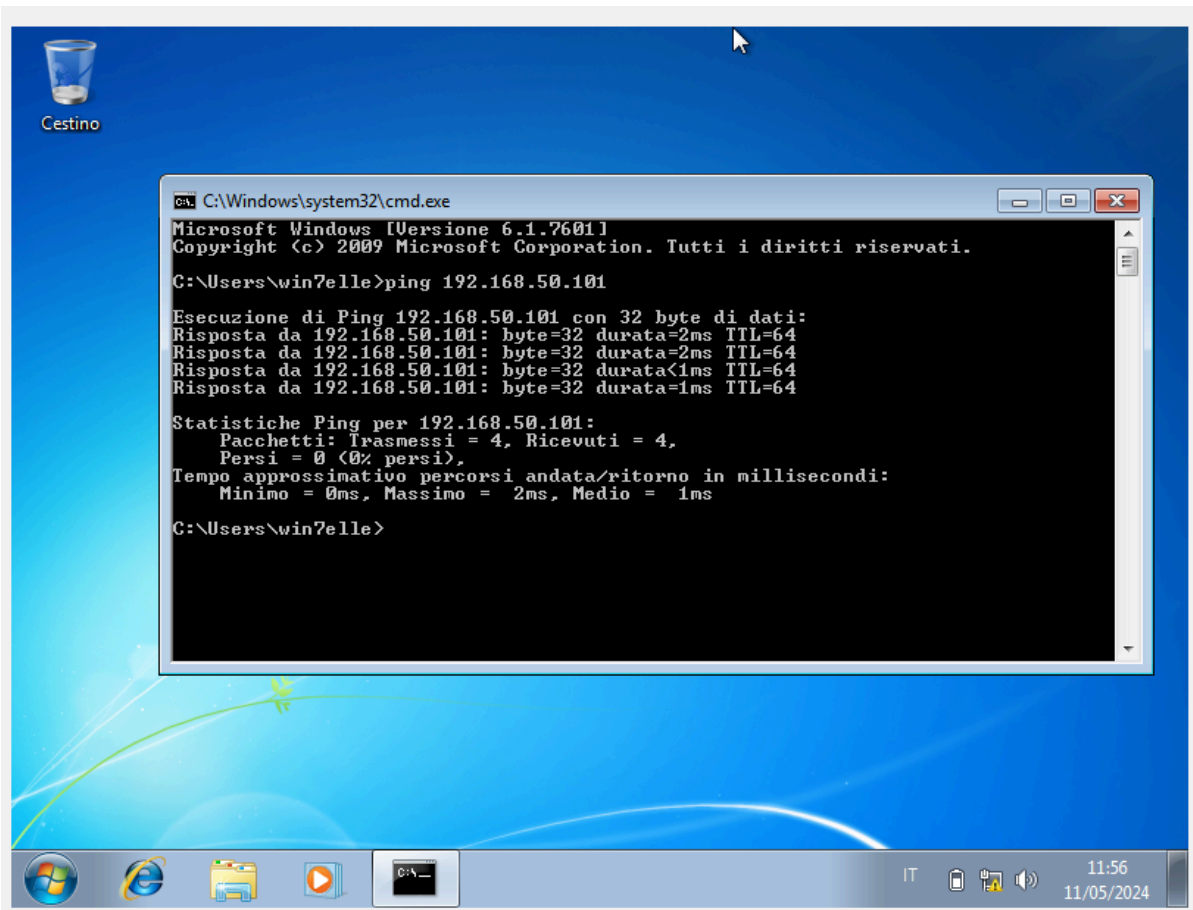 Cestino
C:\Windows\system32\cmd.exe
Microsoft Windows [Versione 6.1.7601]
Copyright (c) 2009 Microsoft Corporation. Tutti i diritti riservati.
C:\Users\win7elle>ping 192.168.50.101
Esecuzione di Ping 192.168.50.101 con 32 byte di dati:
Risposta da 192.168.50.101: byte=32 durata=2ms TTL=64
Risposta da 192.168.50.101: byte=32 durata=2ms TTL=64
Risposta da 192.168.50.101: byte=32 durata<1ms TTL=64
Risposta da 192.168.50.101: byte=32 durata=1ms TTL=64
Statistiche Ping per 192.168.50.101:
    Pacchetti: Trasmessi = 4, Ricevuti = 4,
    Persi = 0 (0% persi),
Tempo approssimativo percorsi andata/ritorno in millisecondi:
    Minimo = 0ms, Massimo =  2ms, Medio =  1ms
C:\Users\win7elle>
IT
11:56
11/05/2024